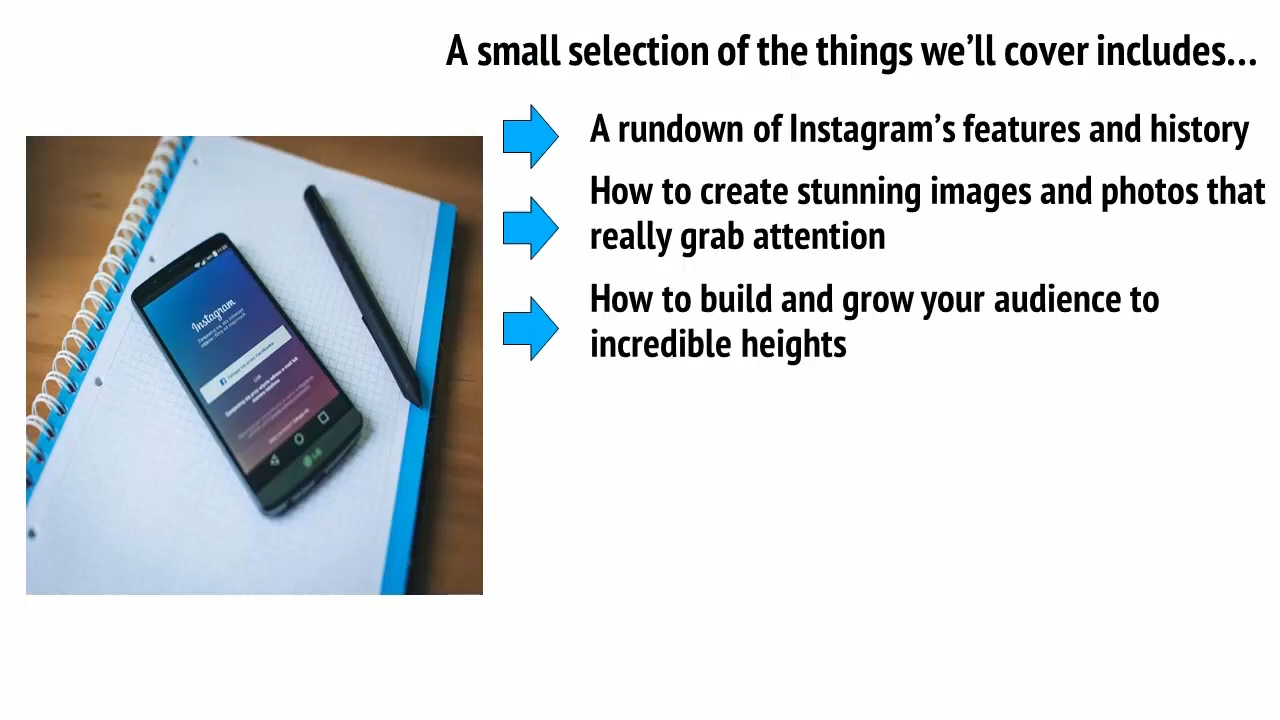 A small selection of the things we’ll cover includes...
A rundown of Instagram’s features and history
How to create stunning images and photos that
really grab attention
How to build and grow your audience to
incredible heights
Instagram
LG